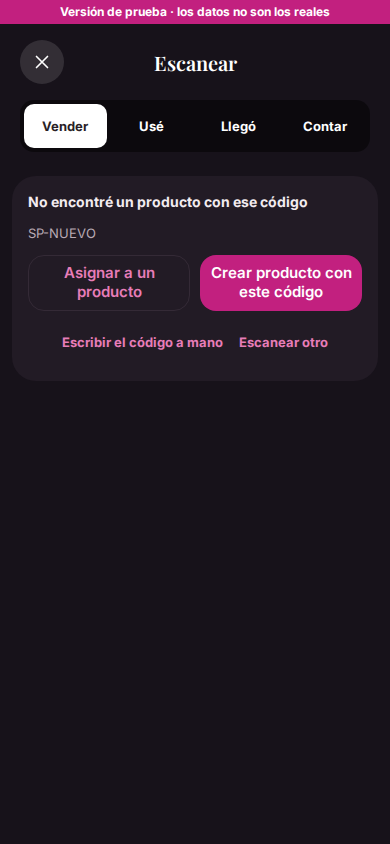 Versión de prueba · los datos no son los reales
Escanear
Vender
Usé
Llegó
Contar
No encontré un producto con ese código
SP-NUEVO
Asignar a un
producto
Crear producto con
este código
Escribir el código a mano
Escanear otro